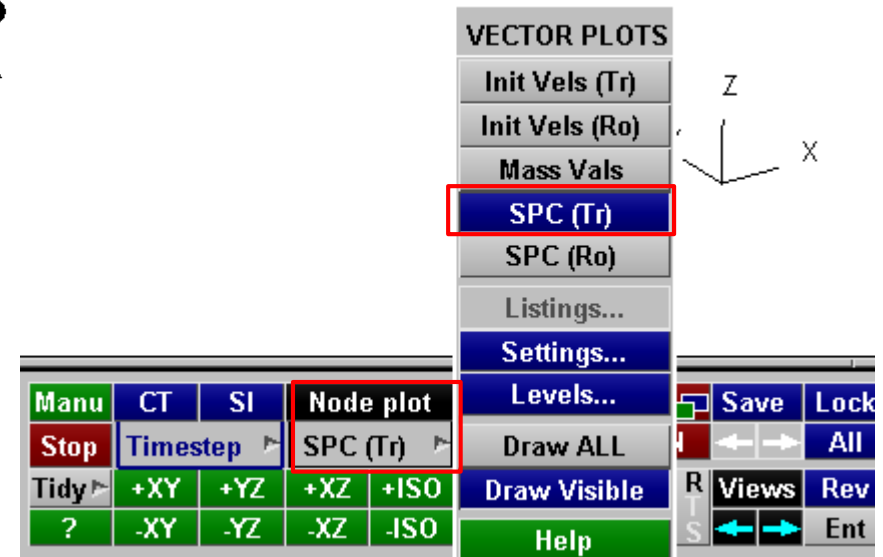 VECTOR PLOTS
Init Vels (Tr)
Init Vels (Ro)
Mass Vals
SPC (Tr)
SPC (Ro)
Listings...
Settings...
Levels...
Draw ALL
Draw Visible
Help
Z
X
Manu CT SI Node plot Save Lock
Stop Timestep SPC (Tr) All
Tidy +XY +YZ +XZ +ISO R T S Views Rev
? -XY -YZ -XZ -ISO Ent